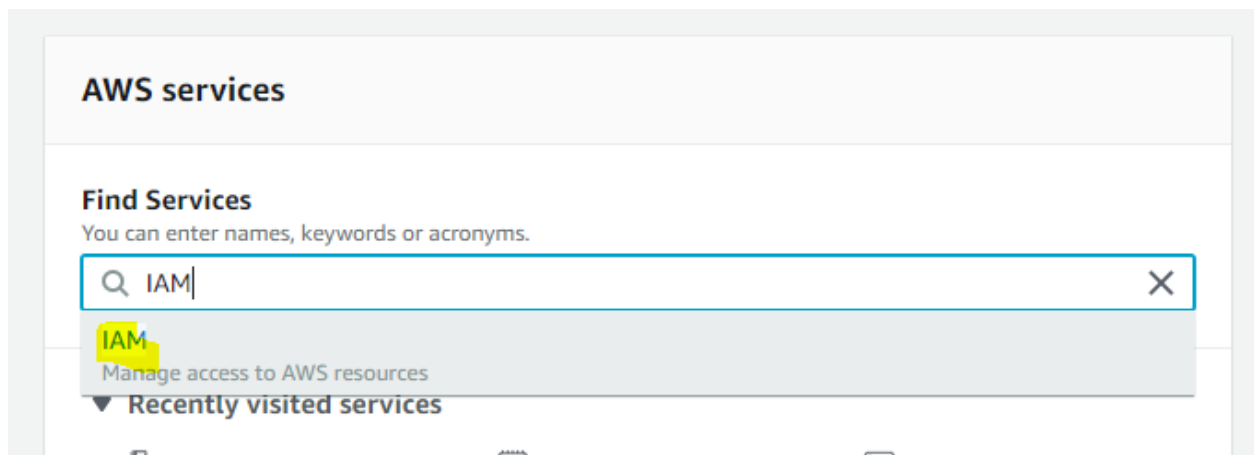 AWS services
Find Services
You can enter names, keywords or acronyms.
IAM
IAM
Manage access to AWS resources
▼ Recently visited services